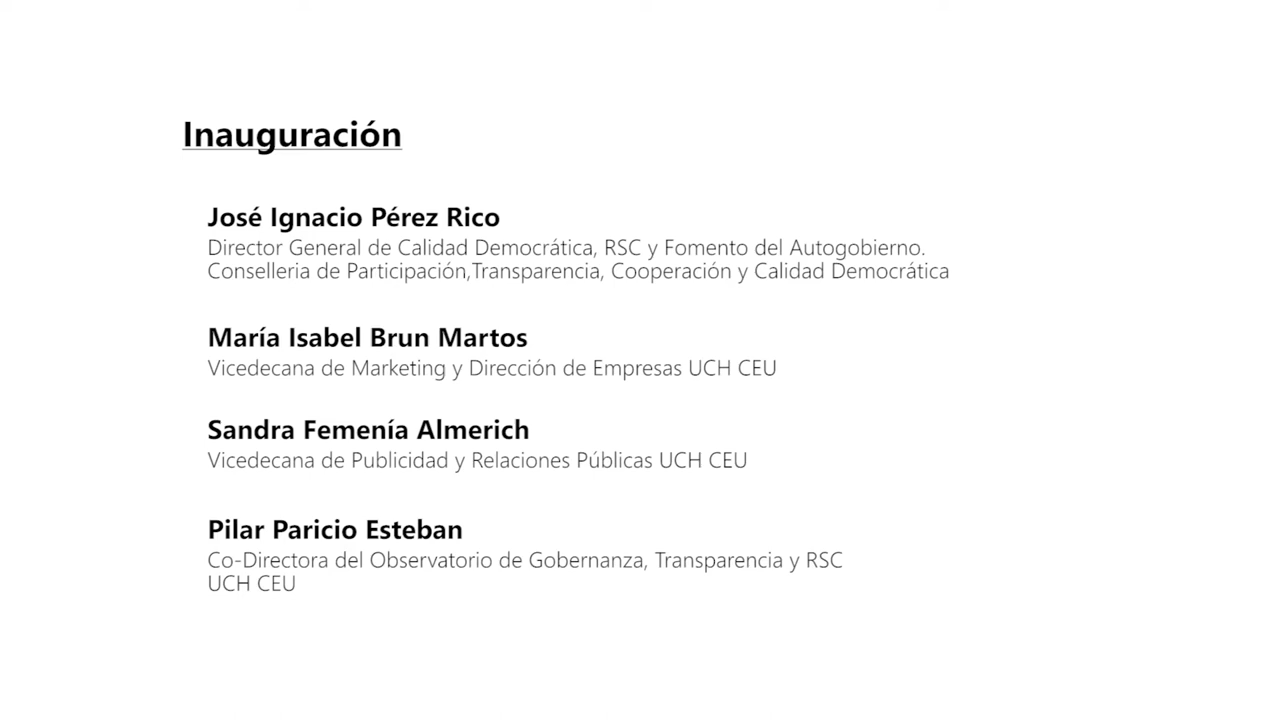 Inauguración
José Ignacio Pérez Rico
Director General de Calidad Democrática, RSC y Fomento del Autogobierno.
Conselleria de Participación,Transparencia, Cooperación y Calidad Democrática
María Isabel Brun Martos
Vicedecana de Marketing y Dirección de Empresas UCH CEU
Sandra Femenía Almerich
Vicedecana de Publicidad y Relaciones Públicas UCH CEU
Pilar Paricio Esteban
Co-Directora del Observatorio de Gobernanza, Transparencia y RSC
UCH CEU